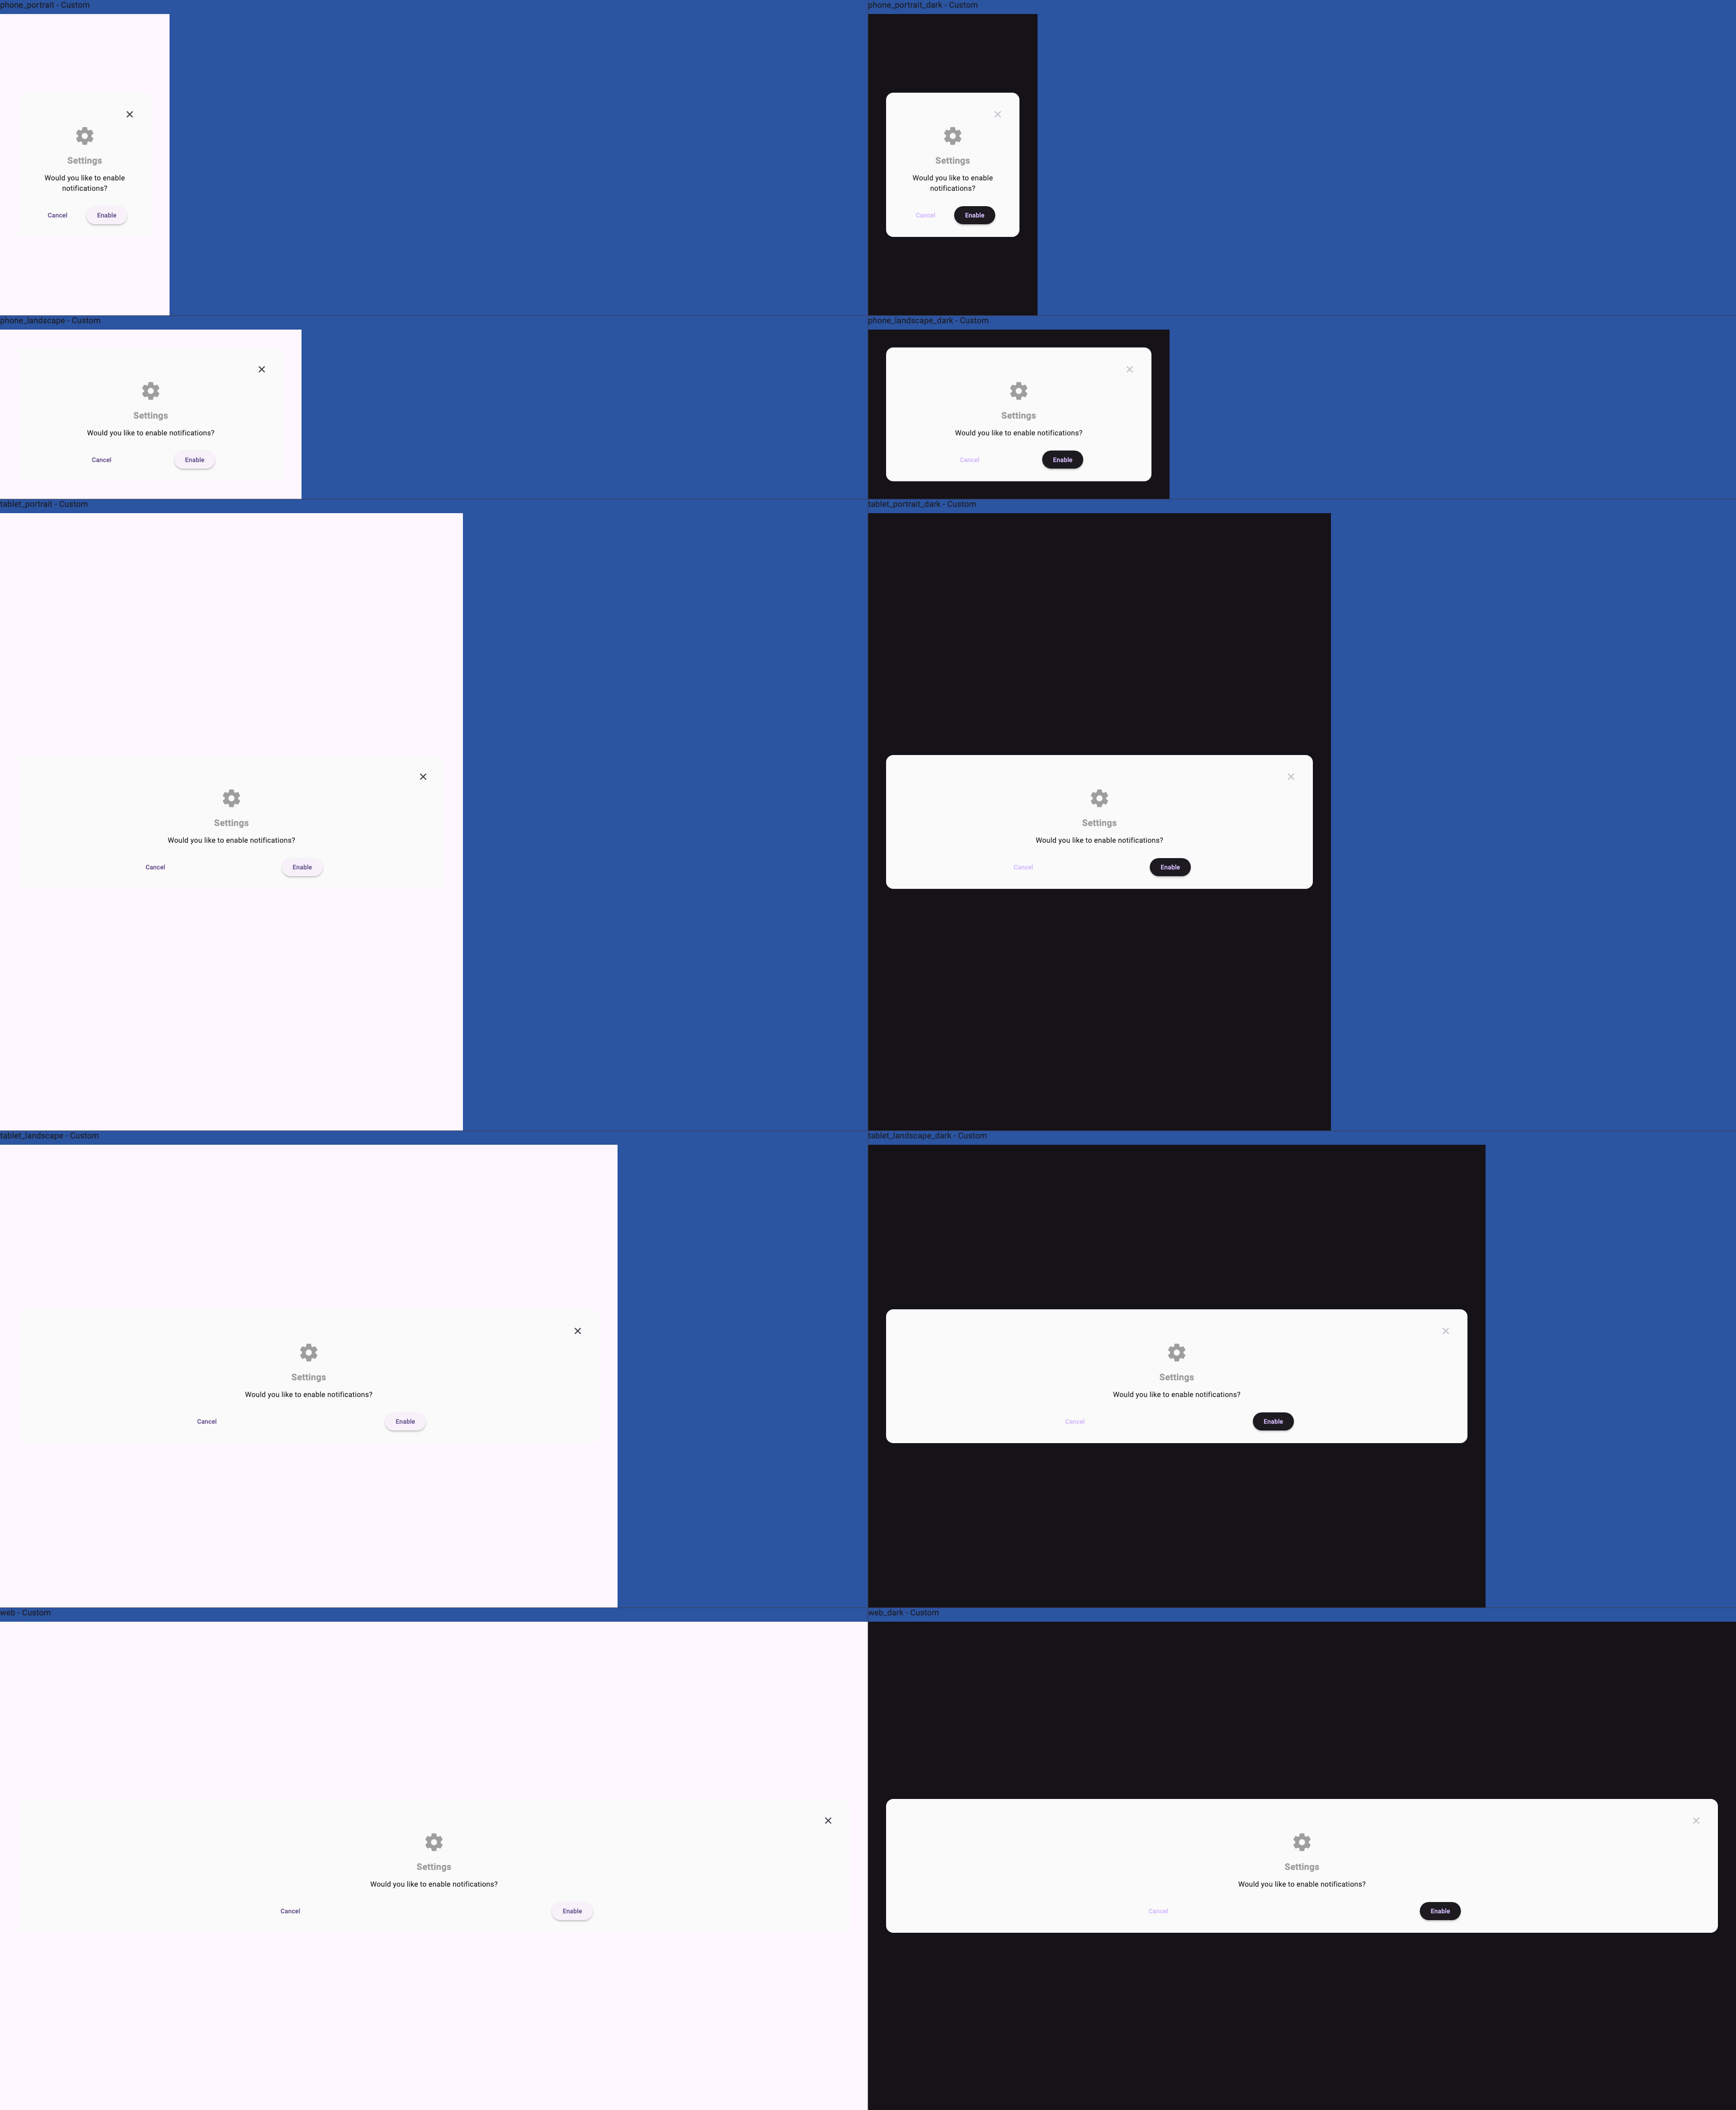 phone_portrait - Custom
Settings
Would you like to enable
notifications?
Cancel
Enable
phone_portrait_dark - Custom
Settings
Would you like to enable
notifications?
Cancel
Enable
phone_landscape - Custom
Settings
Would you like to enable notifications?
Cancel
Enable
phone_landscape_dark - Custom
Settings
Would you like to enable notifications?
Cancel
Enable
tablet_portrait - Custom
Settings
Would you like to enable notifications?
Cancel
Enable
tablet_portrait_dark - Custom
Settings
Would you like to enable notifications?
Cancel
Enable
tablet_landscape - Custom
Settings
Would you like to enable notifications?
Cancel
Enable
tablet_landscape_dark - Custom
Settings
Would you like to enable notifications?
Cancel
Enable
web - Custom
Settings
Would you like to enable notifications?
Cancel
Enable
web_dark - Custom
Settings
Would you like to enable notifications?
Cancel
Enable